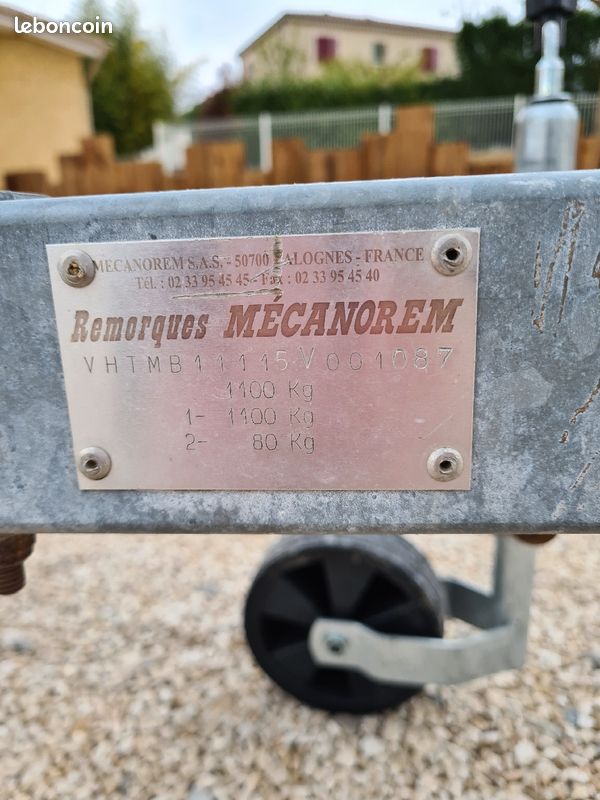 leboncoin
MECANOREM S.A.S. - 50700 VALOGNES - FRANCE
Tél. : 02 33 95 45 45 - Fax : 02 33 95 45 40
Remorques MÉCANOREM
VHTMB11115V001087
1100 Kg
1- 1100 Kg
2- 80 Kg